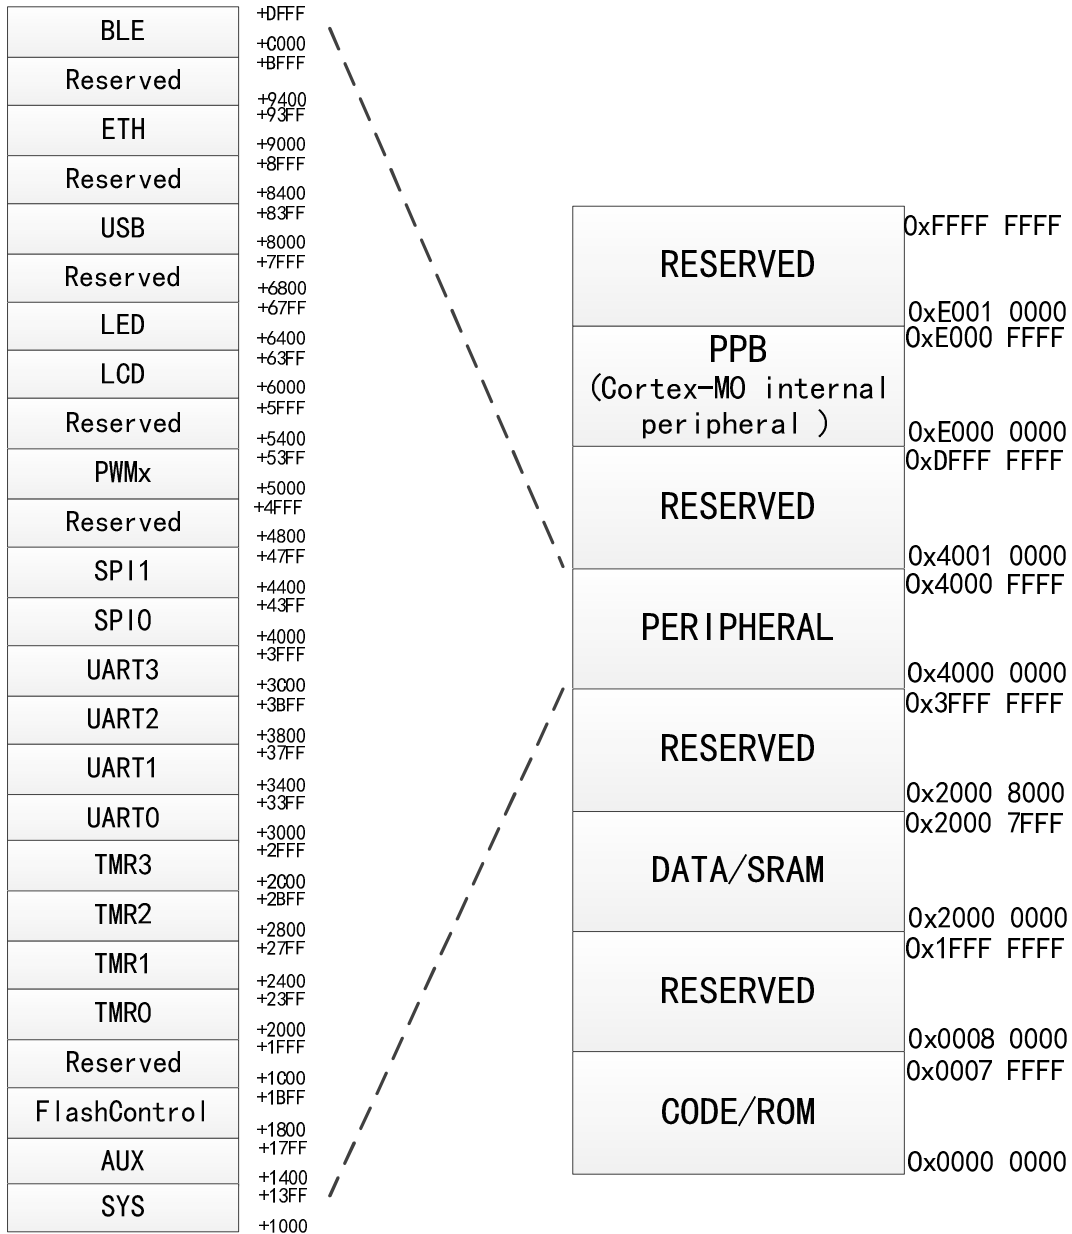 BLE
+DFFF
+C000
Reserved
+BFFF
+9400
ETH
+93FF
+9000
Reserved
+8FFF
+8400
USB
+83FF
+8000
Reserved
+7FFF
+6800
LED
+67FF
+6400
LCD
+63FF
+6000
Reserved
+5FFF
+5400
PWMx
+53FF
+5000
Reserved
+4FFF
+4800
SPI1
+47FF
+4400
SPI0
+43FF
+4000
UART3
+3FFF
+3C00
UART2
+3BFF
+3800
UART1
+37FF
+3400
UART0
+33FF
+3000
TMR3
+2FFF
+2C00
TMR2
+2BFF
+2800
TMR1
+27FF
+2400
TMR0
+23FF
+2000
Reserved
+1FFF
+1C00
FlashControl
+1BFF
+1800
AUX
+17FF
+1400
SYS
+13FF
+1000
RESERVED
0xFFFF FFFF
0xE001 0000
PPB
(Cortex-M0 internal
peripheral )
0xE000 FFFF
0xE000 0000
RESERVED
0xDFFF FFFF
0x4001 0000
PERIPHERAL
0x4000 FFFF
0x4000 0000
RESERVED
0x3FFF FFFF
0x2000 8000
DATA/SRAM
0x2000 7FFF
0x2000 0000
RESERVED
0x1FFF FFFF
0x0008 0000
CODE/ROM
0x0007 FFFF
0x0000 0000